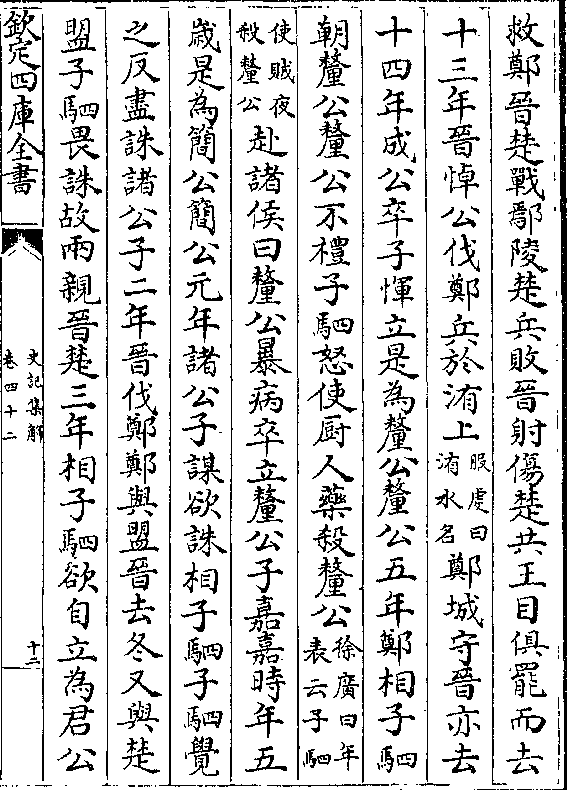 救鄭晉楚戰鄢陵楚兵敗晉射傷楚共王目俱罷而去
十三年晉悼公伐鄭兵於洧上服虔曰洧水名鄭城守晉亦去
十四年成公卒子惲立是為釐公釐公五年鄭相子駟
朝釐公釐公不禮子駟怒使厨人藥殺釐公徐廣曰年表云子駟
使賊夜殺釐公赴諸侯曰釐公暴病卒立釐公子嘉嘉時年五
歳是為簡公簡公元年諸公子謀欲誅相子駟子駟覺
之反盡誅諸公子二年晉伐鄭鄭與盟晉去冬又與楚
盟子駟畏誅故兩親晉楚三年相子駟欲自立為君公
欽定四庫全書
史記集解
卷四十二
十二